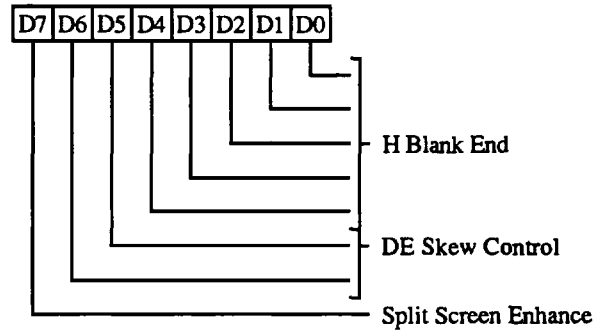 D7 D6 D5 D4 D3 D2 D1 D0
H Blank End
DE Skew Control
Split Screen Enhance